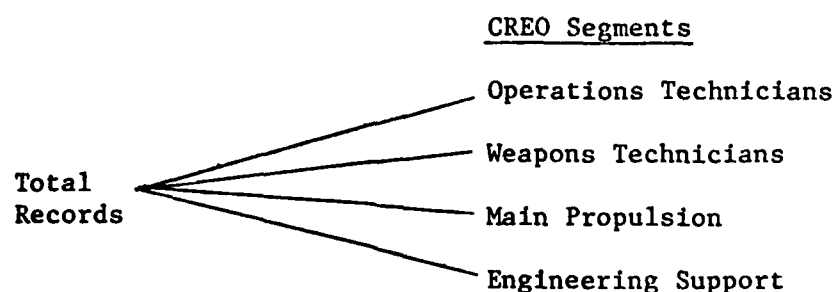 CREO Segments
Operations Technicians
Weapons Technicians
Total
Records
Main Propulsion
Engineering Support